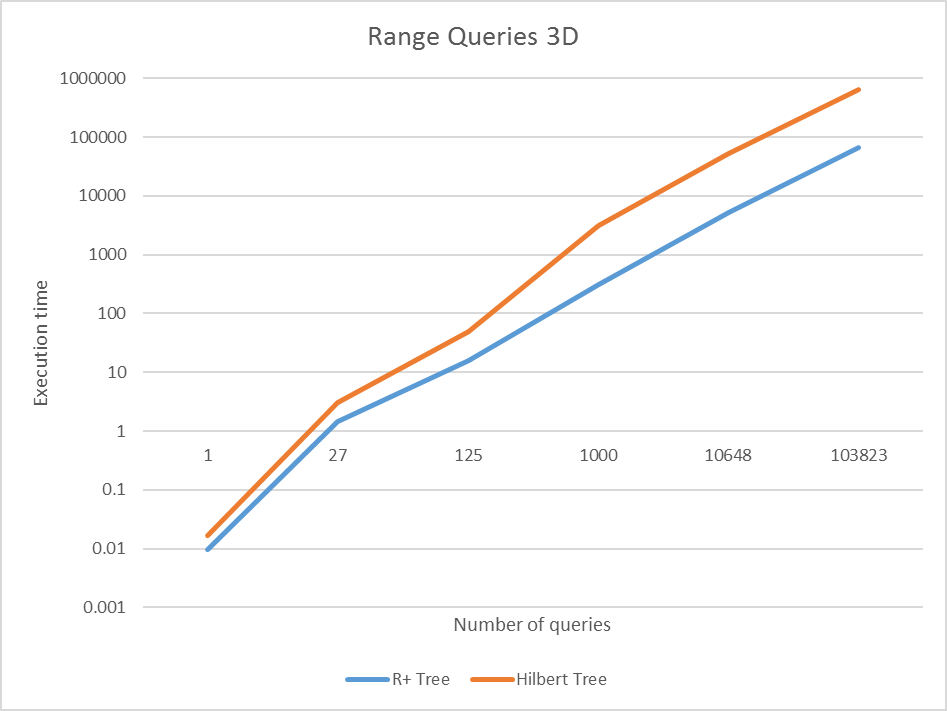 Range Queries 3D
1000000
100000
10000
1000
100
10
1
0.1
0.01
0.001
Execution time
1 27 125 1000 10648 103823
Number of queries
R+ Tree Hilbert Tree